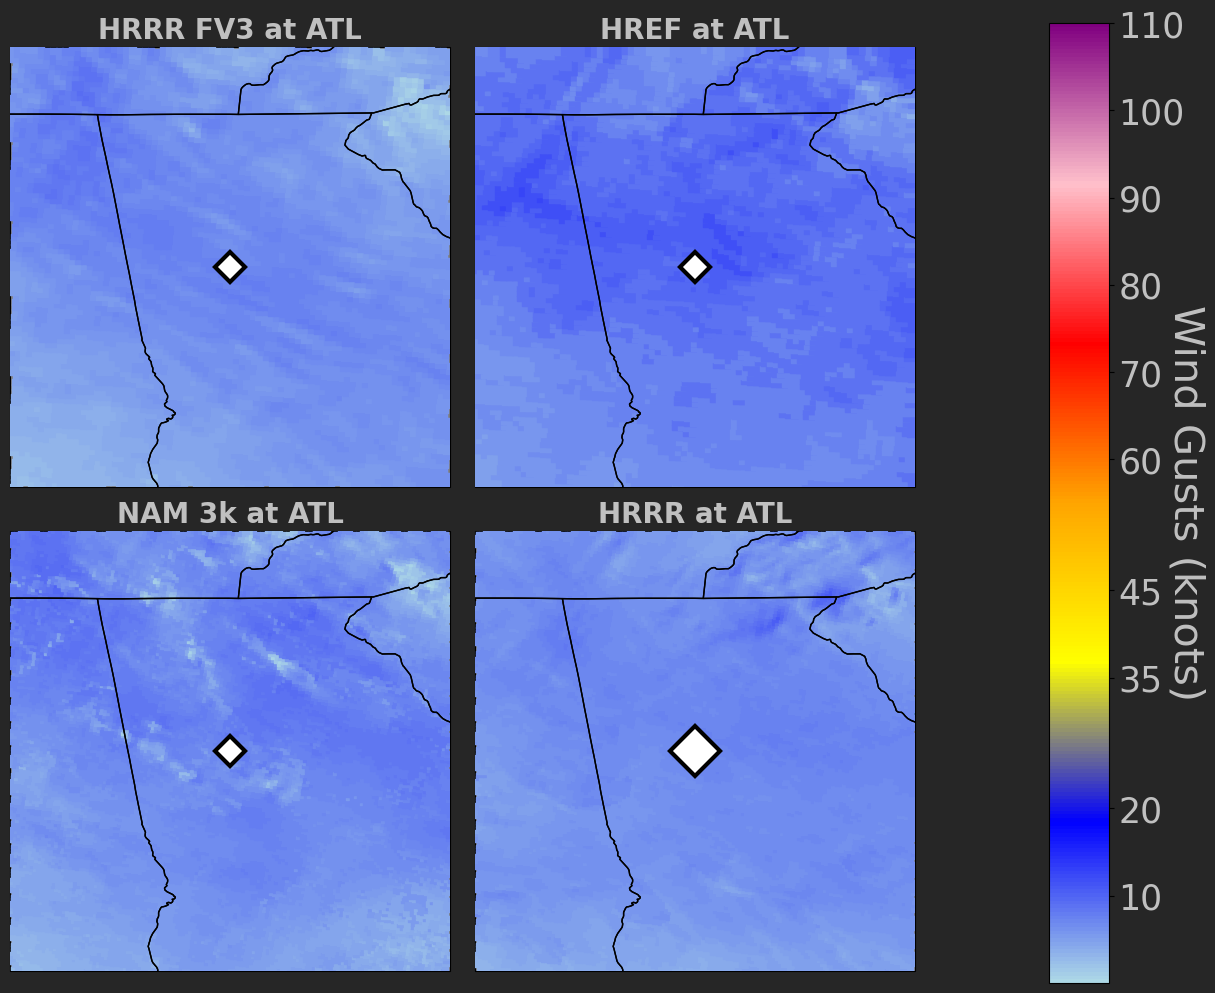 HRRR FV3 at ATL
HREF at ATL
NAM 3k at ATL
HRRR at ATL
110
100
90
80
70
60
45
35
20
10
Wind Gusts (knots)